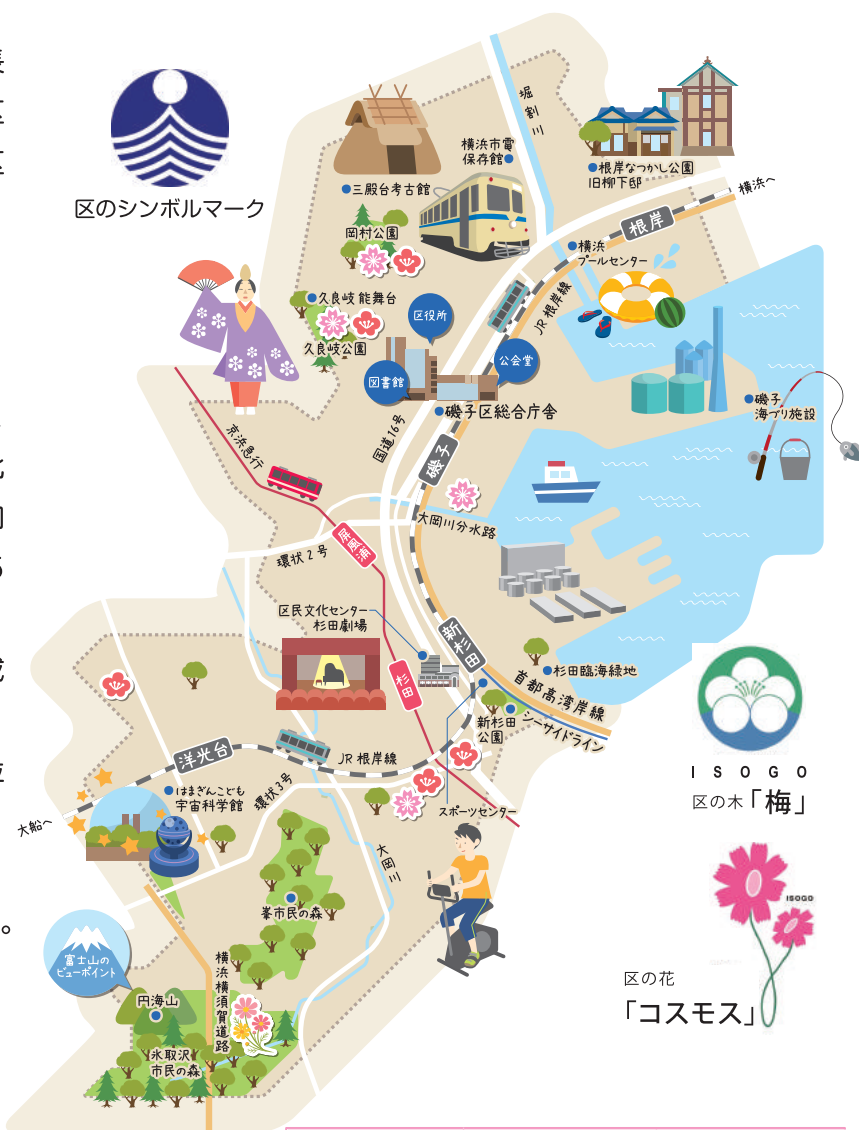 区のシンボルマーク
堀割川
横浜市電
保存館
三殿台考古館
根岸なつかし公園
旧柳下邸
横浜へ
根岸
岡村公園
横浜
プールセンター
久良岐能舞台
久良岐公園
JR根岸線
区役所
公会堂
図書館
磯子区総合庁舎
磯子
海づり施設
国道16号
京浜急行
磯子
大岡川分水路
屏風浦
環状2号
区民文化センター
杉田劇場
新杉田
杉田
杉田臨海緑地
首都高湾岸線
シーサイドライン
新杉田
公園
洋光台
JR根岸線
環状3号
スポーツセンター
はまぎんこども
宇宙科学館
大船へ
大岡川
峯市民の森
富士山の
ビューポイント
円海山
横浜横須賀道路
氷取沢
市民の森
ISOGO
区の木「梅」
ISOGO
区の花
「コスモス」
。